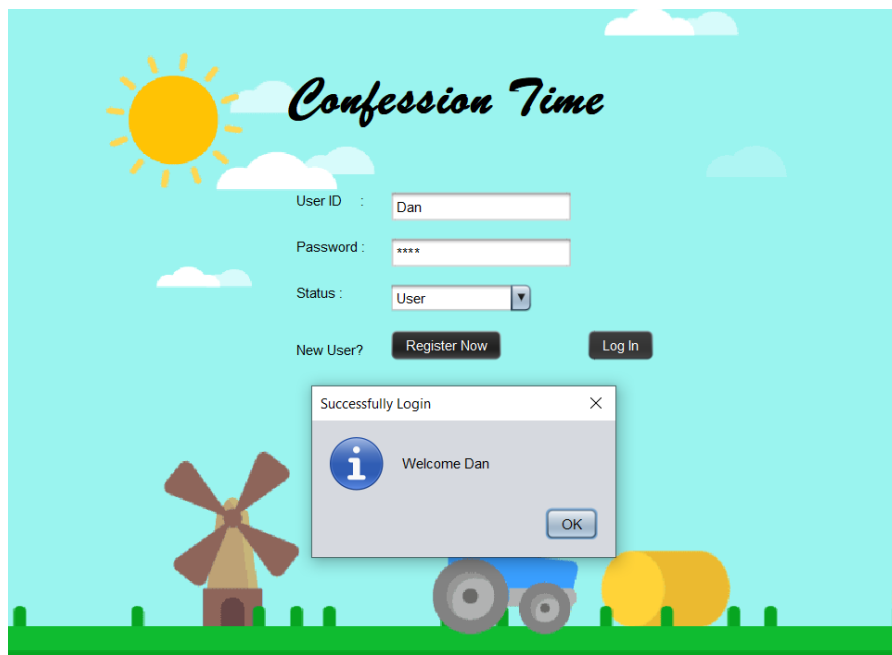 Confession Time
User ID :
Dan
Password :
****
Status :
User
New User?
Register Now
Log In
Successfully Login
Welcome Dan
OK